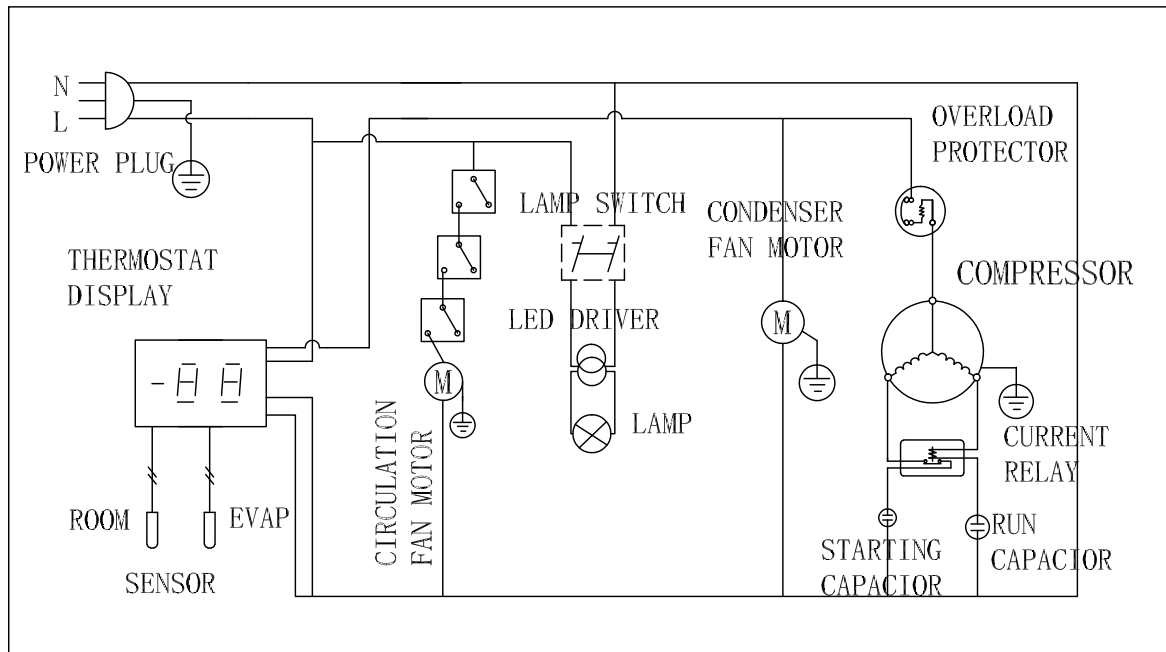 N
L
POWER PLUG
THERMOSTAT
DISPLAY
-88
ROOM
EVAP
SENSOR
CIRCULATION
FAN MOTOR
M
LAMP SWITCH
LED DRIVER
LAMP
CONDENSER
FAN MOTOR
M
OVERLOAD
PROTECTOR
COMPRESSOR
CURRENT
RELAY
STARTING
CAPACIOR
RUN
CAPACIOR